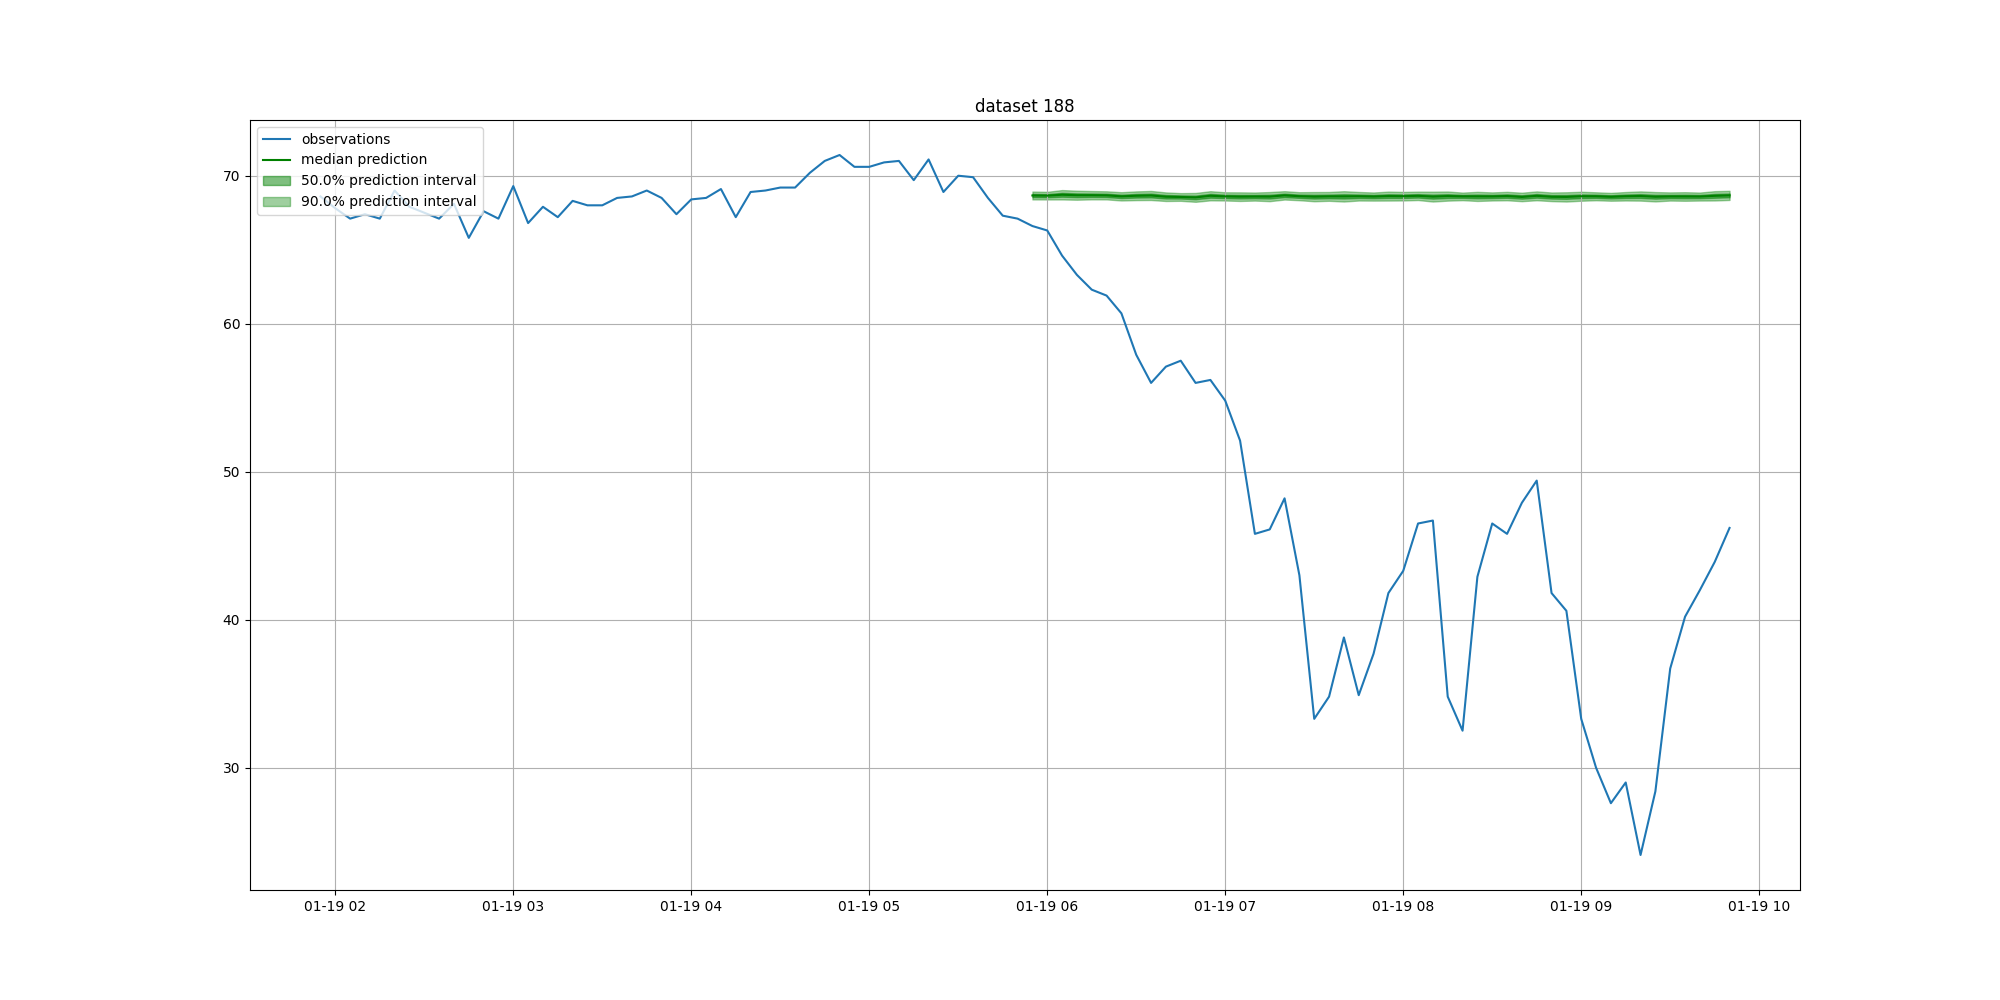 dataset 188
observations
median prediction
50.0% prediction interval
90.0% prediction interval
70
60
50
40
30
01-19 02
01-19 03
01-19 04
01-19 05
01-19 06
01-19 07
01-19 08
01-19 09
01-19 10